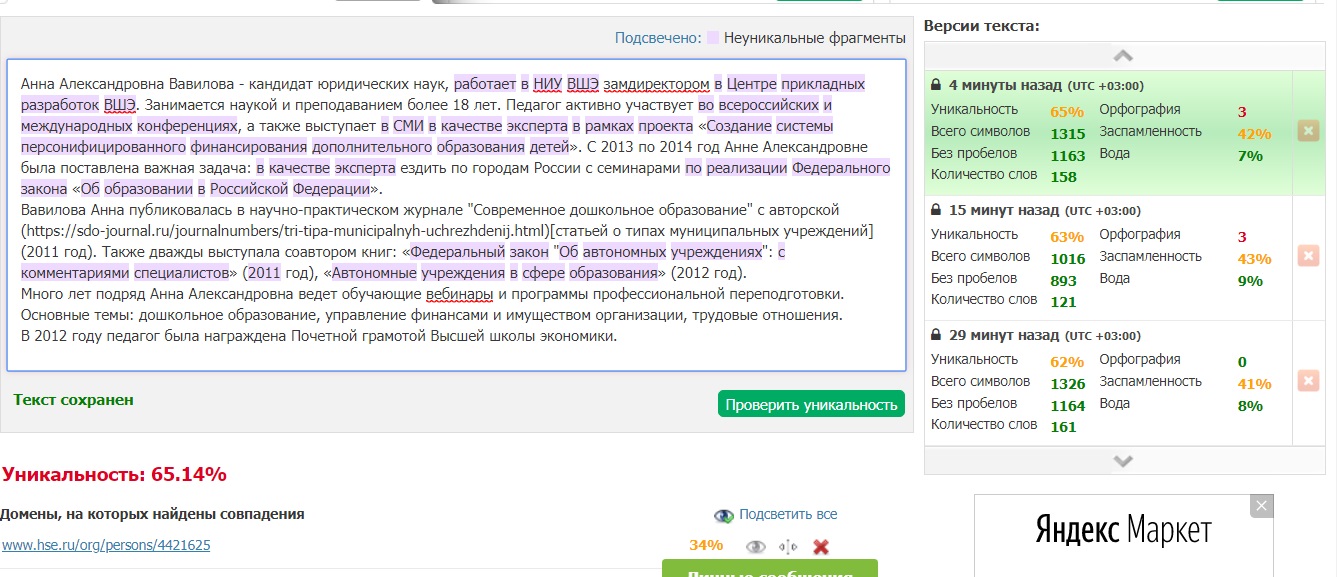 Подсвечено: Неуникальные фрагменты
Анна Александровна Вавилова - кандидат юридических наук, работает в НИУ ВШЭ замдиректором в Центре прикладных
разработок ВШЭ. Занимается наукой и преподаванием более 18 лет. Педагог активно участвует во всероссийских и
международных конференциях, а также выступает в СМИ в качестве эксперта в рамках проекта «Создание системы
персонифицированного финансирования дополнительного образования детей». С 2013 по 2014 год Анне Александровне
была поставлена важная задача: в качестве эксперта ездить по городам России с семинарами по реализации Федерального
закона «Об образовании в Российской Федерации».
Вавилова Анна публиковалась в научно-практическом журнале "Современное дошкольное образование" с авторской
(https://sdo-journal.ru/journalnumbers/tri-tipa-municipalnyh-uchrezhdenij.html)[статьей о типах муниципальных учреждений]
(2011 год). Также дважды выступала соавтором книг: «Федеральный закон "Об автономных учреждениях": с
комментариями специалистов» (2011 год), «Автономные учреждения в сфере образования» (2012 год).
Много лет подряд Анна Александровна ведет обучающие вебинары и программы профессиональной переподготовки.
Основные темы: дошкольное образование, управление финансами и имуществом организации, трудовые отношения.
В 2012 году педагог была награждена Почетной грамотой Высшей школы экономики.
Текст сохранен
Проверить уникальность
Уникальность: 65.14%
Домены, на которых найдены совпадения
Подсветить все
www.hse.ru/org/persons/4421625
34%
Версии текста:
4 минуты назад (UTC +03:00)
Уникальность 65% Орфография 3
Всего символов 1315 Заспамленность 42%
Без пробелов 1163 Вода 7%
Количество слов 158
15 минут назад (UTC +03:00)
Уникальность 63% Орфография 3
Всего символов 1016 Заспамленность 43%
Без пробелов 893 Вода 9%
Количество слов 121
29 минут назад (UTC +03:00)
Уникальность 62% Орфография 0
Всего символов 1326 Заспамленность 41%
Без пробелов 1164 Вода 8%
Количество слов 161
Яндекс Маркет